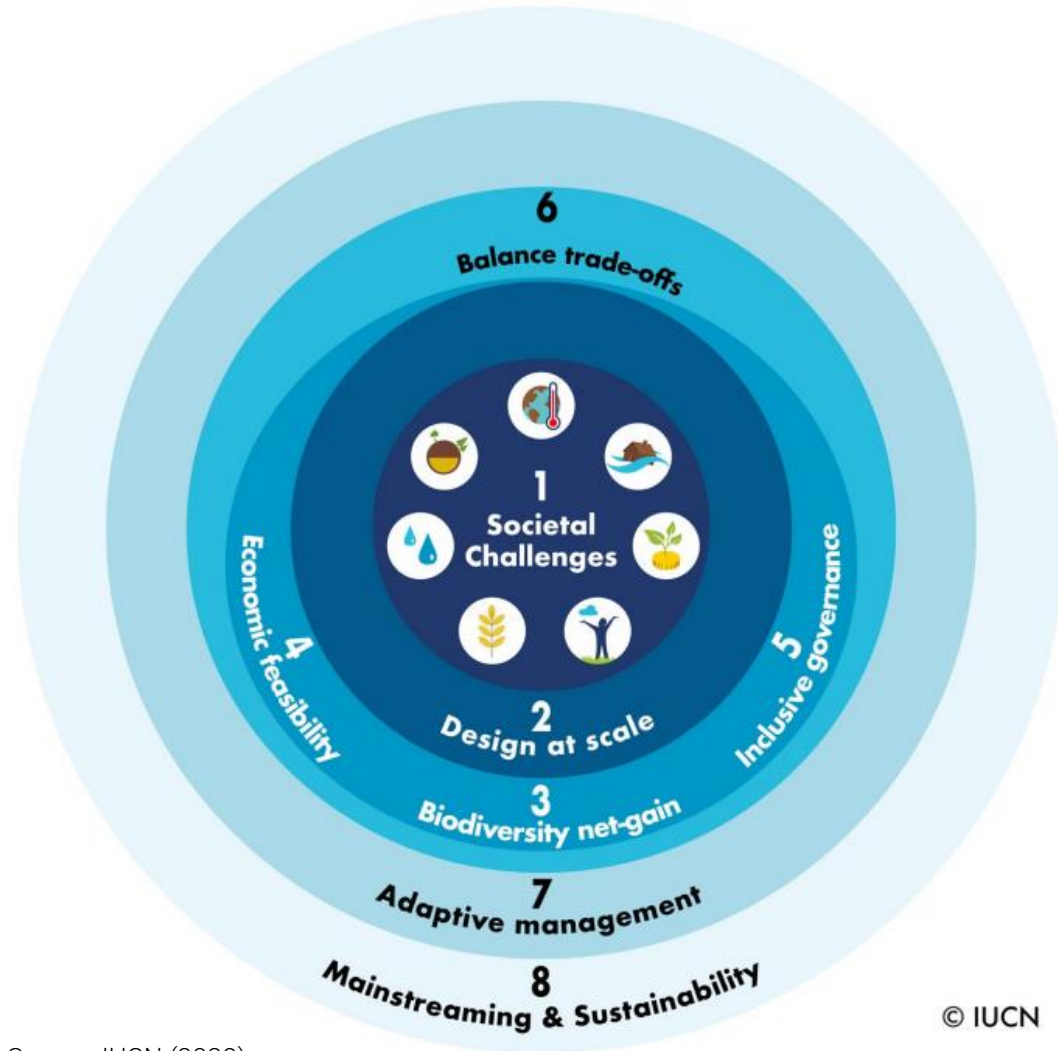 6
Balance trade-offs
1
Societal
Challenges
4
Economic feasibility
5
Inclusive governance
2
Design at scale
3
Biodiversity net-gain
7
Adaptive management
8
Mainstreaming & Sustainability
© IUCN